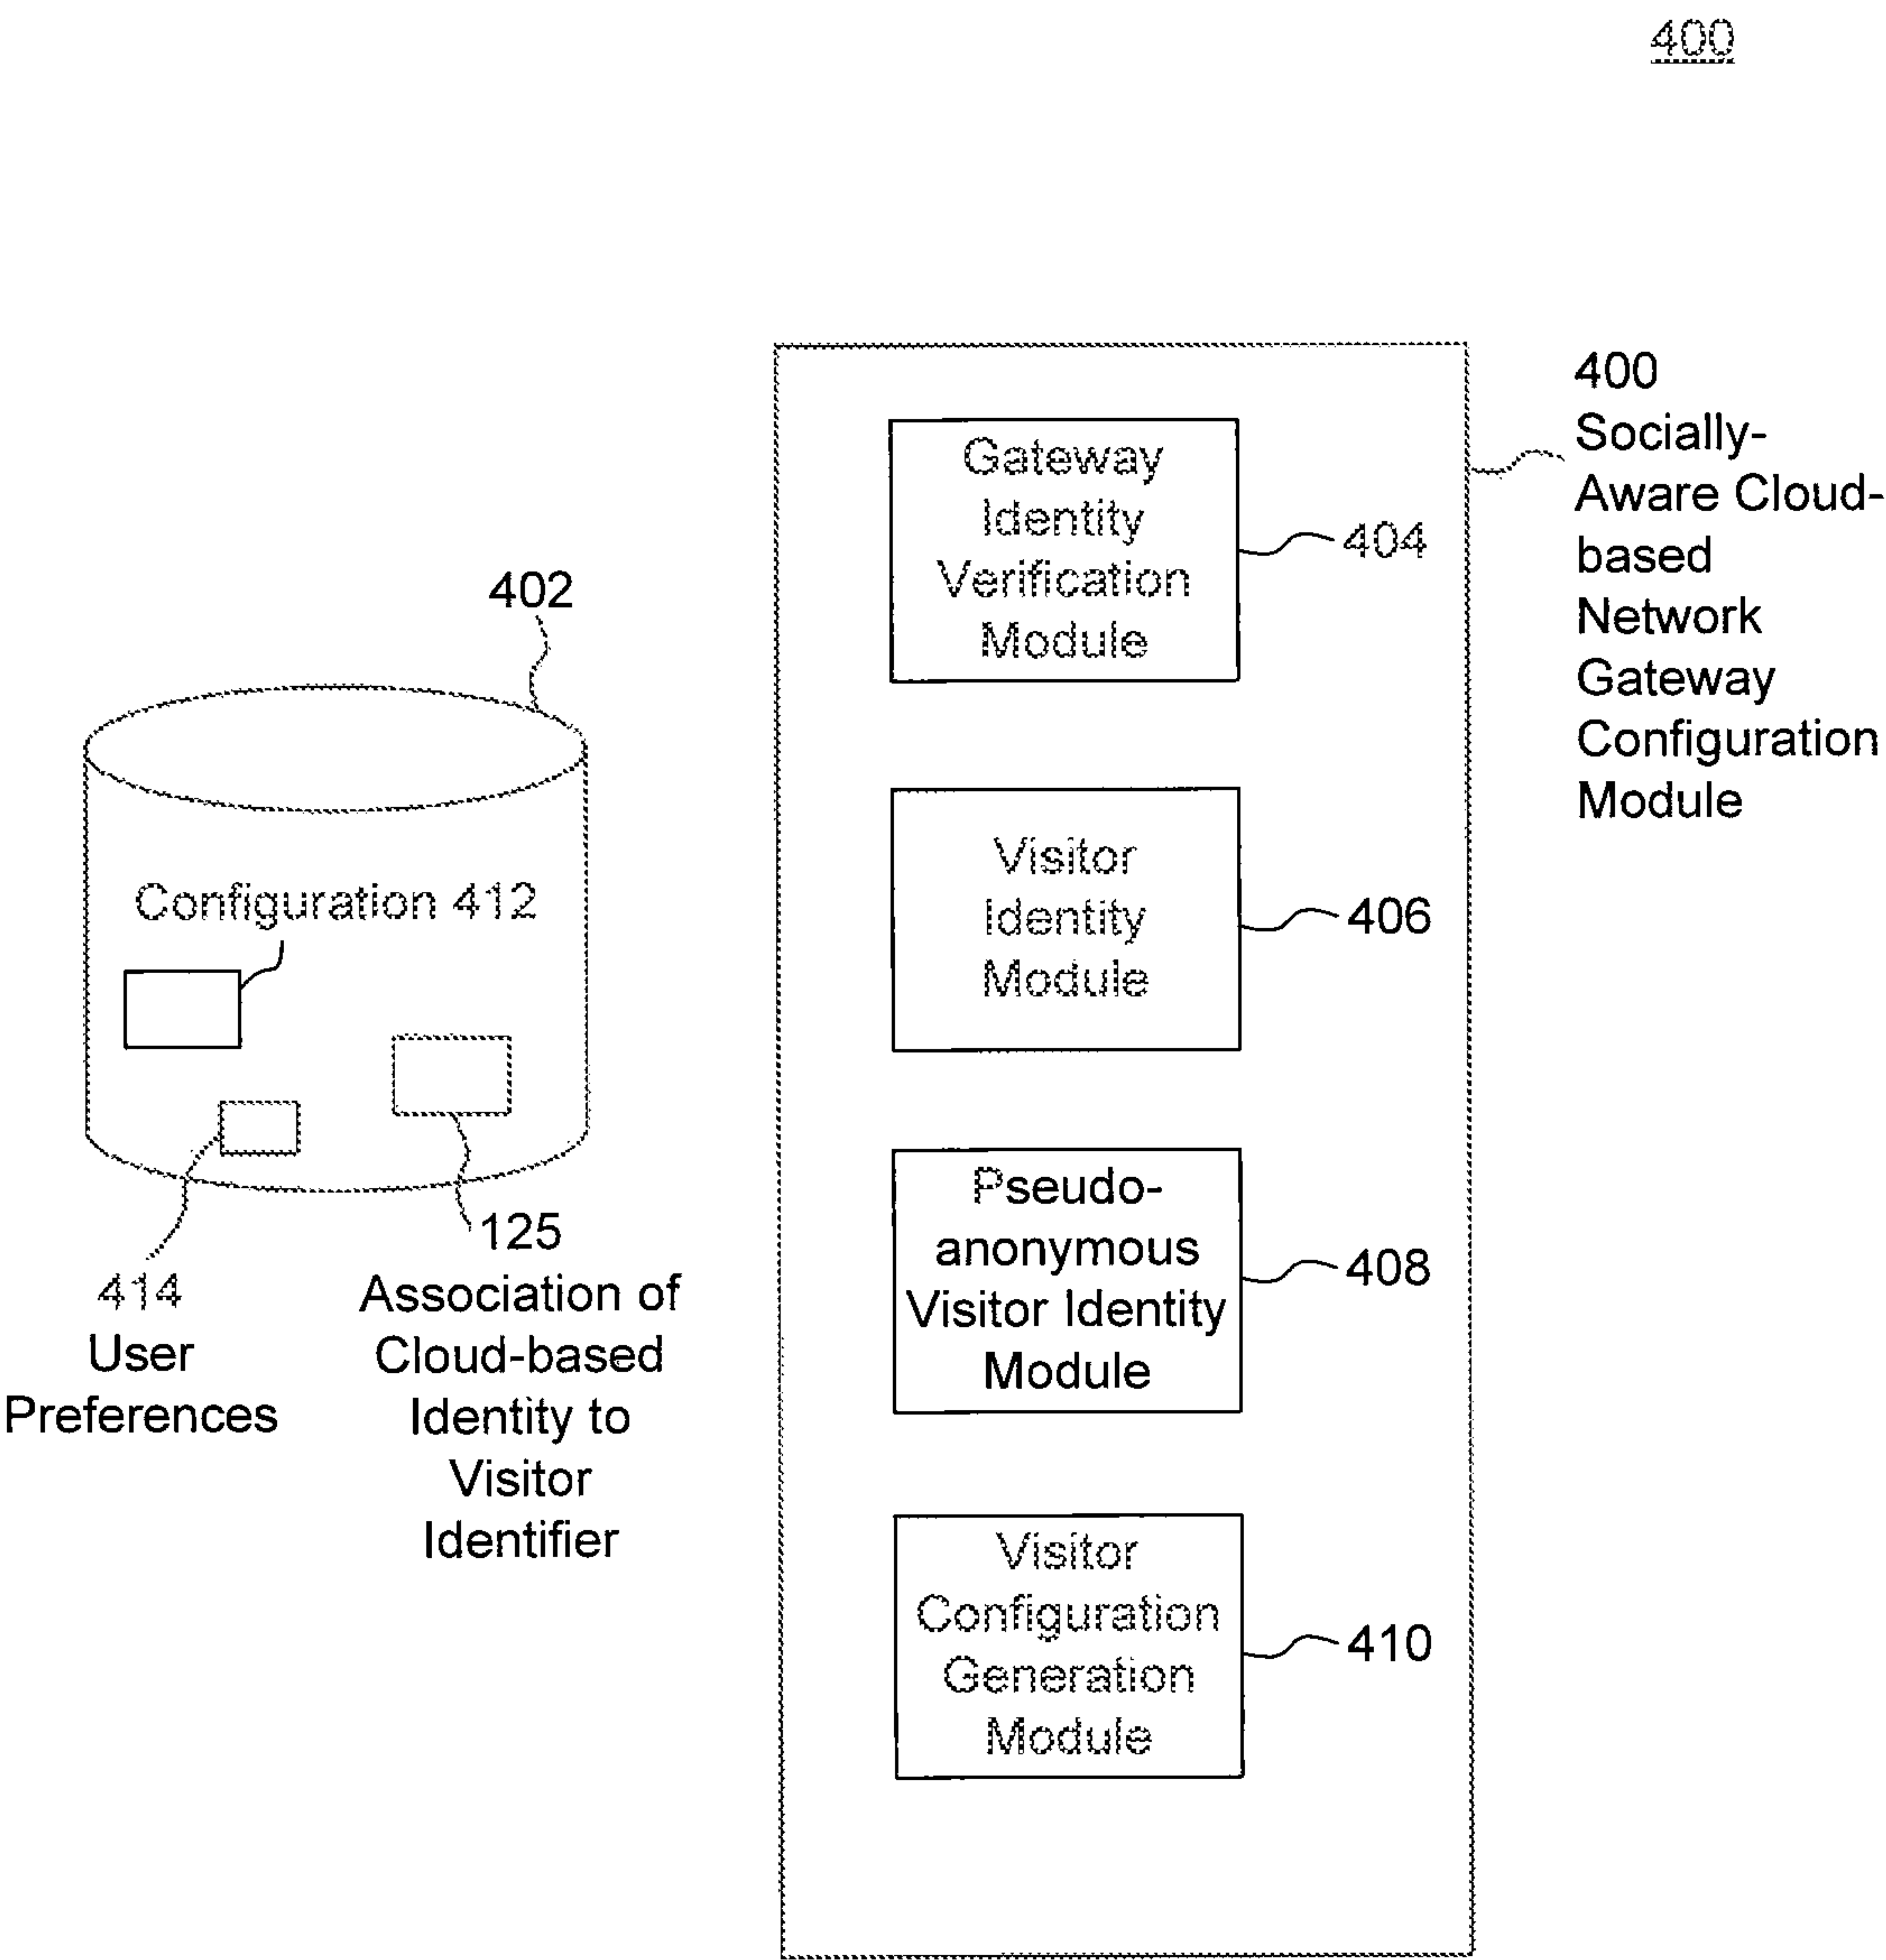 400
400
Socially-
Aware Cloud-
based
Network
Gateway
Configuration
Module
Gateway
Identity
Verification
Module
404
402
Configuration 412
Visitor
Identity
Module
406
Pseudo-
anonymous
Visitor Identity
Module
408
125
Association of
Cloud-based
Identity to
Visitor
Identifier
414
User
Preferences
Visitor
Configuration
Generation
Module
410